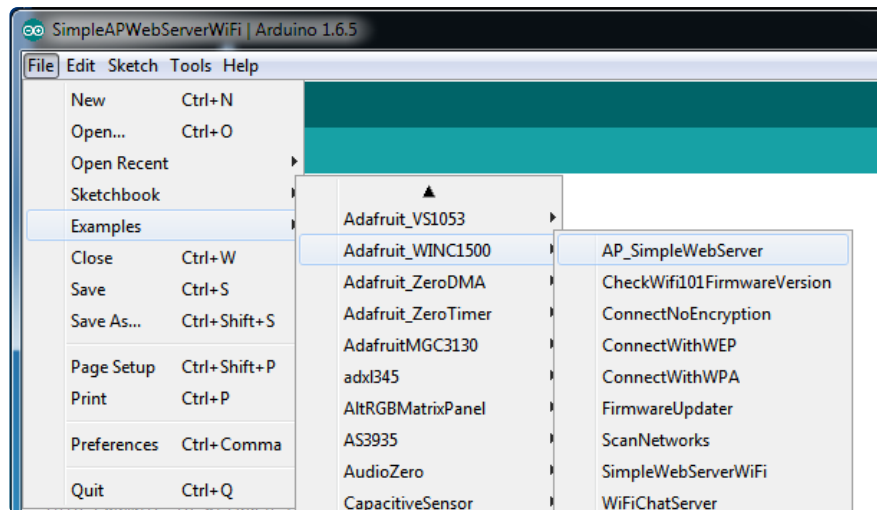 SimpleAPWebServerWiFi | Arduino 1.6.5
File Edit Sketch Tools Help
New Ctrl+N
Open... Ctrl+O
Open Recent
Sketchbook
Examples
Close Ctrl+W
Save Ctrl+S
Save As... Ctrl+Shift+S
Page Setup Ctrl+Shift+P
Print Ctrl+P
Preferences Ctrl+Comma
Quit Ctrl+Q
Adafruit_VS1053
Adafruit_WINC1500
Adafruit_ZeroDMA
Adafruit_ZeroTimer
AdafruitMGC3130
adxl345
AltRGBMatrixPanel
AS3935
AudioZero
CapacitiveSensor
AP_SimpleWebServer
CheckWifi101FirmwareVersion
ConnectNoEncryption
ConnectWithWEP
ConnectWithWPA
FirmwareUpdater
ScanNetworks
SimpleWebServerWiFi
WiFiChatServer